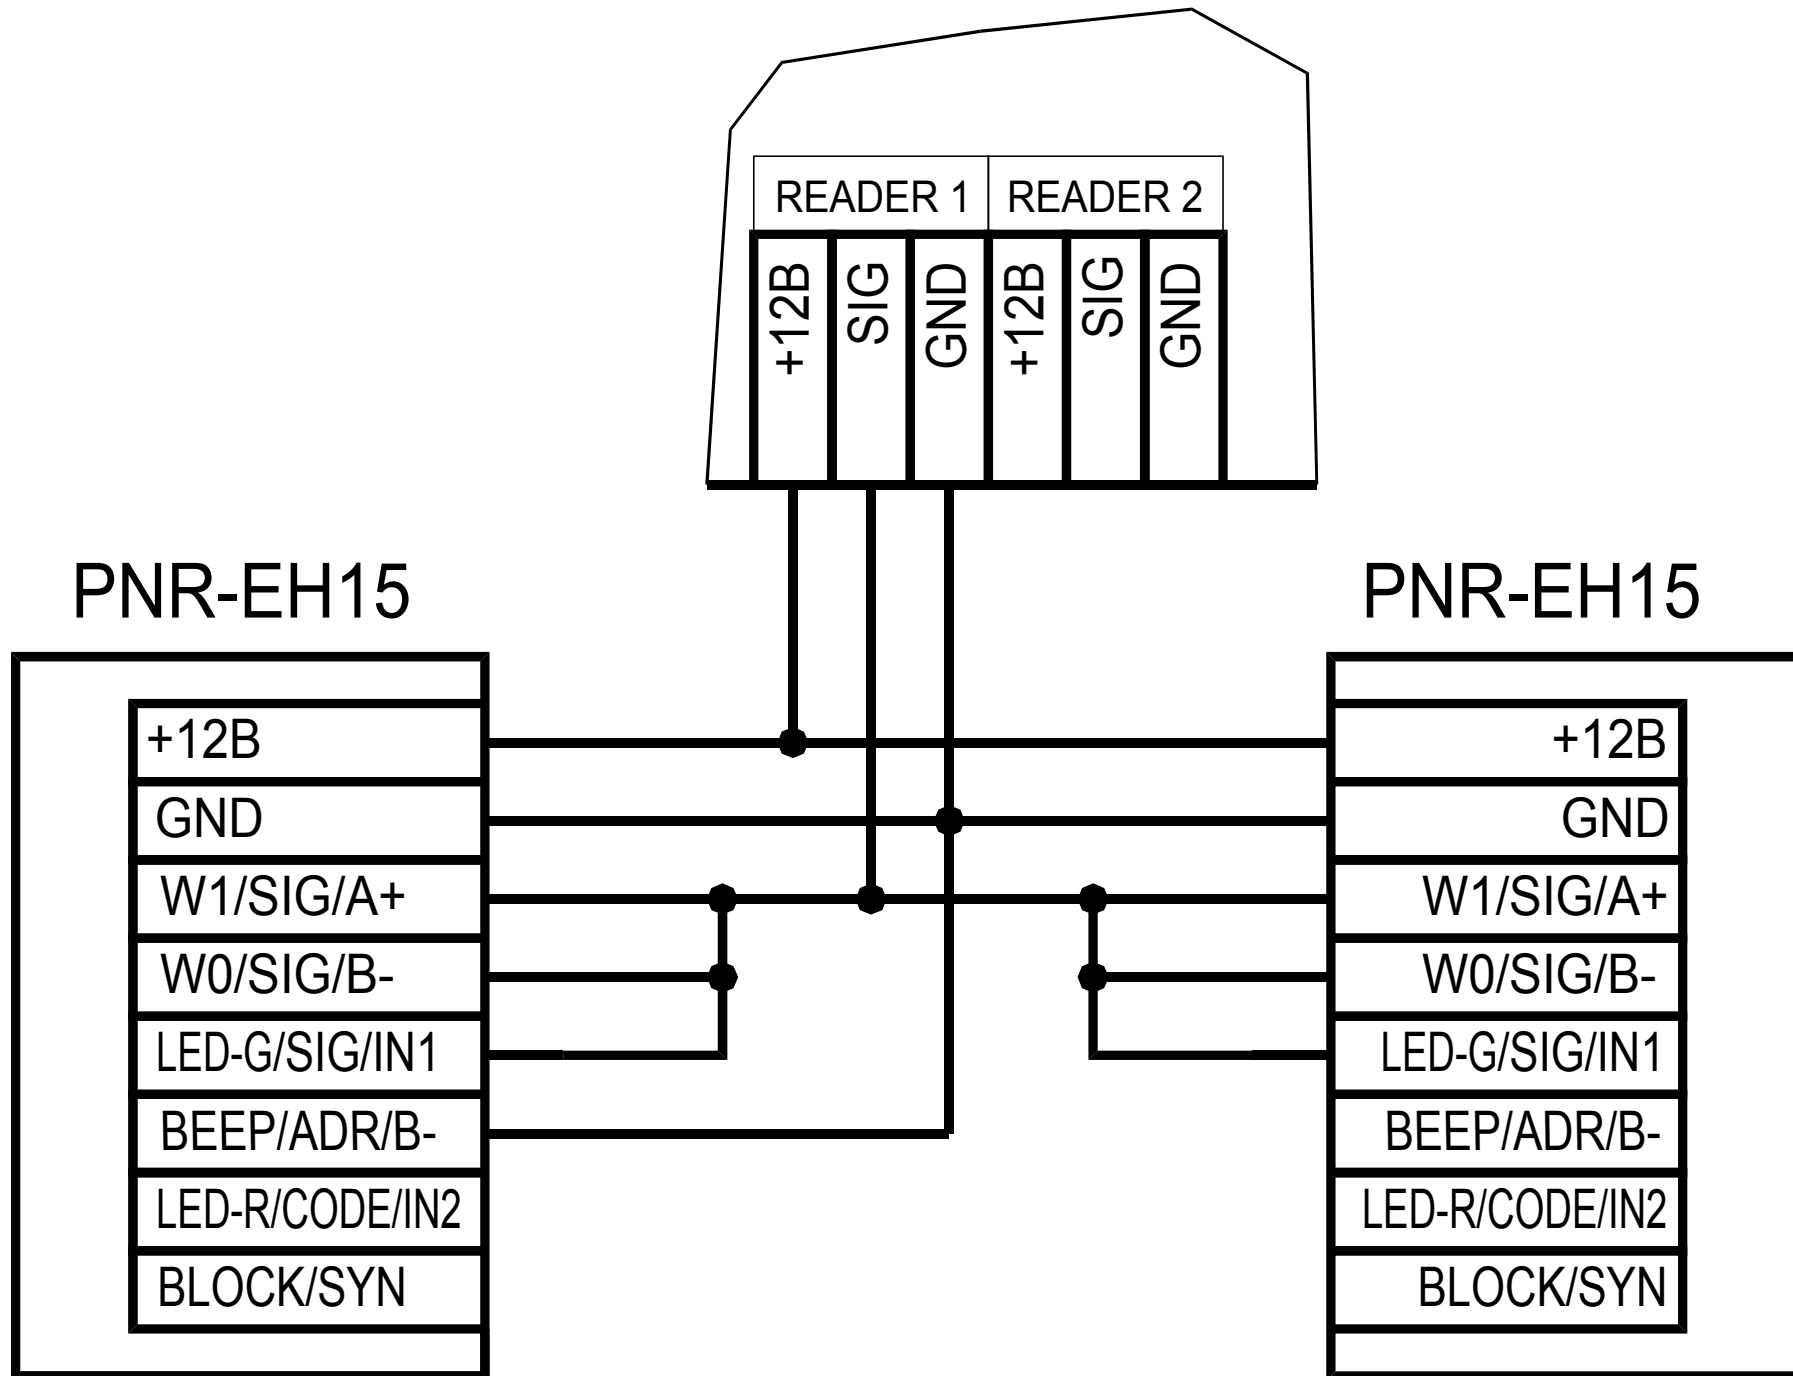 READER 1 READER 2
+12B SIG GND +12B SIG GND
PNR-EH15 PNR-EH15
+12B +12B
GND GND
W1/SIG/A+ W1/SIG/A+
W0/SIG/B- W0/SIG/B-
LED-G/SIG/IN1 LED-G/SIG/IN1
BEEP/ADR/B- BEEP/ADR/B-
LED-R/CODE/IN2 LED-R/CODE/IN2
BLOCK/SYN BLOCK/SYN